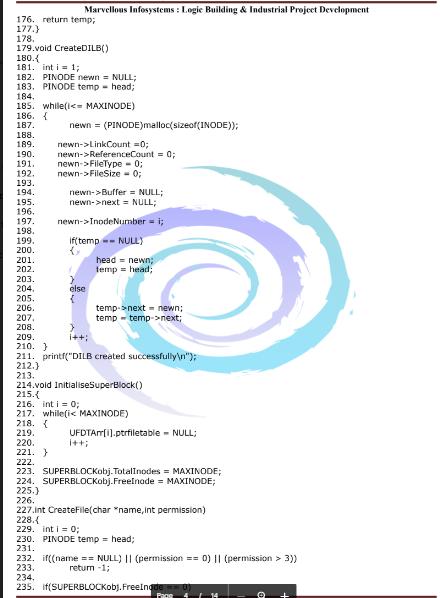 Marvellous Infosystems : Logic Building & Industrial Project Development
176. return temp;
177.}
178.
179.void CreateDILB()
180.{
181. int i = 1;
182. PINODE newn = NULL;
183. PINODE temp = head;
184.
185. while(i<= MAXINODE)
186. {
187. newn = (PINODE)malloc(sizeof(INODE));
188.
189. newn->LinkCount =0;
190. newn->ReferenceCount = 0;
191. newn->FileType = 0;
192. newn->FileSize = 0;
193.
194. newn->Buffer = NULL;
195. newn->next = NULL;
196.
197. newn->InodeNumber = i;
198.
199. if(temp == NULL)
200. {
201. head = newn;
202. temp = head;
203. }
204. else
205. {
206. temp->next = newn;
207. temp = temp->next;
208. }
209. i++;
210. }
211. printf("DILB created successfully\n");
212.}
213.
214.void InitialiseSuperBlock()
215.{
216. int i = 0;
217. while(i< MAXINODE)
218. {
219. UFDTArr[i].ptrfiletable = NULL;
220. i++;
221. }
222.
223. SUPERBLOCKobj.TotalInodes = MAXINODE;
224. SUPERBLOCKobj.FreeInode = MAXINODE;
225.}
226.
227.int CreateFile(char *name,int permission)
228.{
229. int i = 0;
230. PINODE temp = head;
231.
232. if((name == NULL) || (permission == 0) || (permission > 3))
233. return -1;
234.
235. if(SUPERBLOCKobj.FreeInode == 0)
Page 4 / 14 — +